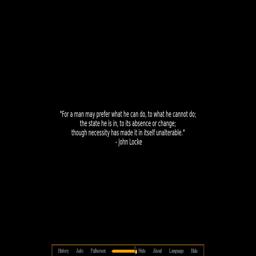 "For a man may prefer what he can do, to what he cannot do;
the state he is in, to its absence or change;
though necessity has made it in itself unalterable."
- John Locke
History Auto Fullscreen Hide About Language Hide